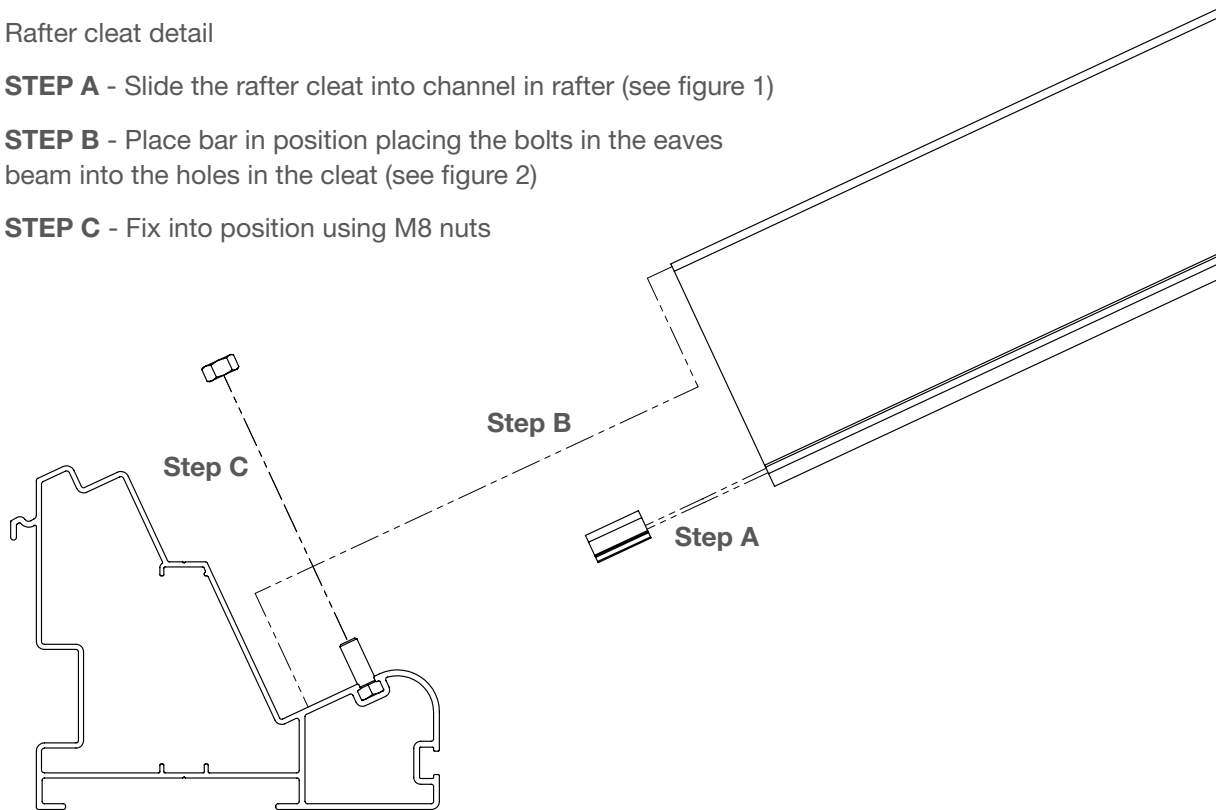 Rafter cleat detail
STEP A - Slide the rafter cleat into channel in rafter (see figure 1)
STEP B - Place bar in position placing the bolts in the eaves
beam into the holes in the cleat (see figure 2)
STEP C - Fix into position using M8 nuts
Step B
Step C
Step A